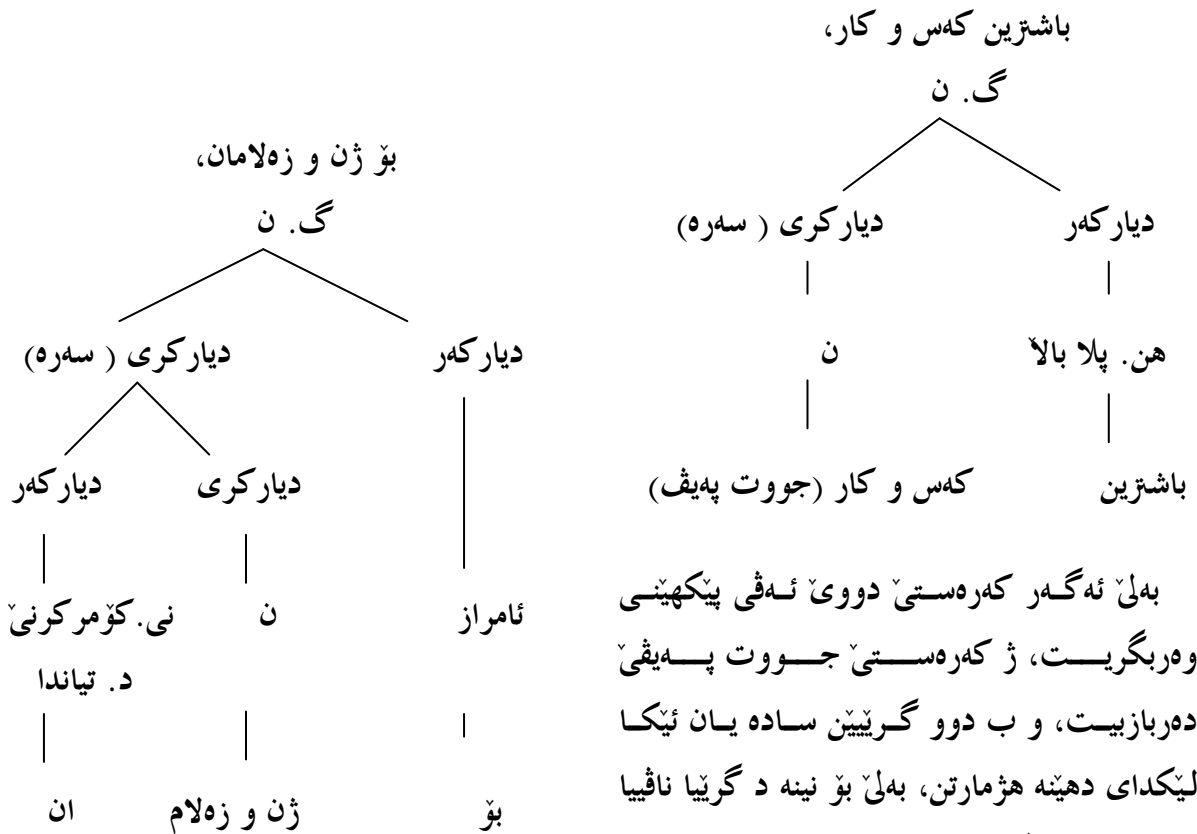 باشترین کەس و کار،
گ. ن
دیارکەر دیارکری ( سەرە)
هن. پلا بالاّ ن
باشترین کەس و کار (جووت پەیڤ)
بەلێ ئەگەر کەرەستێ دووێ ئەڤی پێکهێنی
وەربگریت، ژ کەرەستێ جووت پەیڤێ
دەربازبیت، و ب دوو گرێیێن سادە یان ئێکا
لێکدای دهێنە هژمارتن، بەلێ بۆ نینە د گرێیا ناڤییا
بۆ ژن و زەلامان،
گ. ن
دیارکەر دیارکری ( سەرە)
دیارکری دیارکەر
ئامراز ن نی.کۆمرکرنێ
د. تیاندا
بۆ ژن و زەلام ان